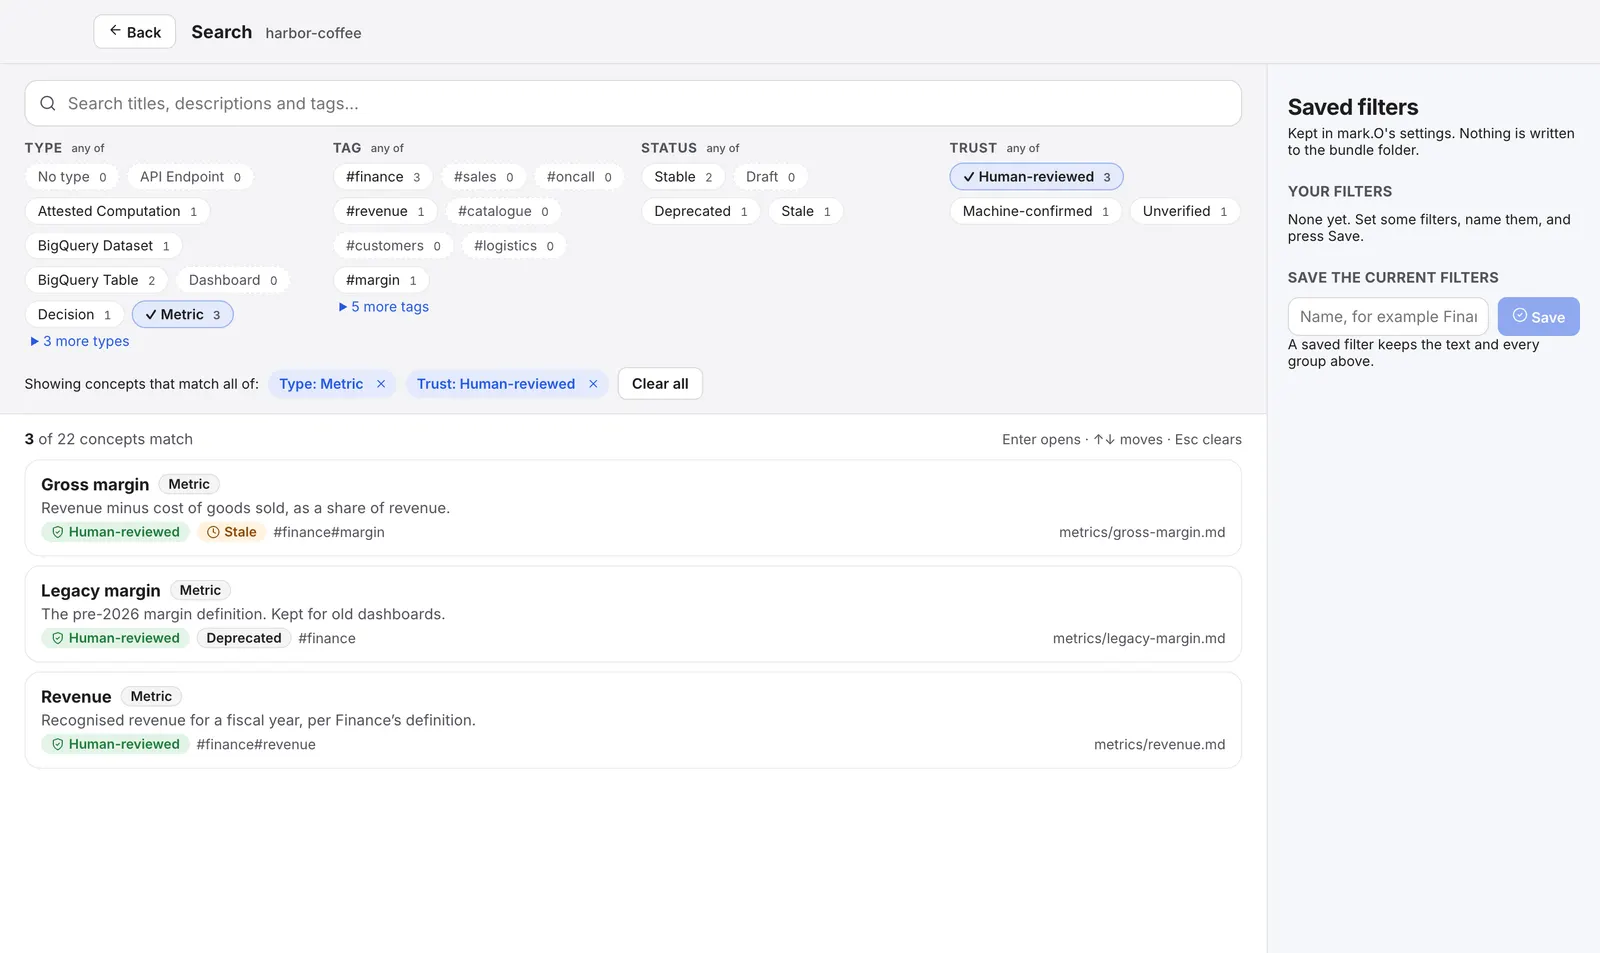 ← Back Search harbor-coffee
Search titles, descriptions and tags...
TYPE any of
No type 0 API Endpoint 0
Attested Computation 1
BigQuery Dataset 1
BigQuery Table 2 Dashboard 0
Decision 1 ✓ Metric 3
▶ 3 more types
TAG any of
#finance 3 #sales 0 #oncall 0
#revenue 1 #catalogue 0
#customers 0 #logistics 0
#margin 1
▶ 5 more tags
STATUS any of
Stable 2 Draft 0
Deprecated 1 Stale 1
TRUST any of
✓ Human-reviewed 3
Machine-confirmed 1 Unverified 1
Showing concepts that match all of: Type: Metric × Trust: Human-reviewed × Clear all
3 of 22 concepts match
Enter opens · ↑↓ moves · Esc clears
Gross margin Metric
Revenue minus cost of goods sold, as a share of revenue.
Human-reviewed Stale #finance#margin metrics/gross-margin.md
Legacy margin Metric
The pre-2026 margin definition. Kept for old dashboards.
Human-reviewed Deprecated #finance metrics/legacy-margin.md
Revenue Metric
Recognised revenue for a fiscal year, per Finance’s definition.
Human-reviewed #finance#revenue metrics/revenue.md
Saved filters
Kept in mark.O's settings. Nothing is written
to the bundle folder.
YOUR FILTERS
None yet. Set some filters, name them, and
press Save.
SAVE THE CURRENT FILTERS
Name, for example Finan Save
A saved filter keeps the text and every
group above.